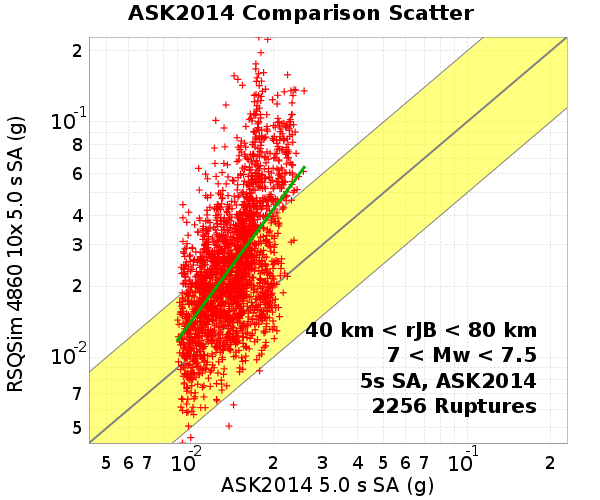 ASK2014 Comparison Scatter
RSQSim 4860 10x 5.0 s SA (g)
2
10-1
8
6
4
3
2
10-2
7
5
40 km < rJB < 80 km
7 < Mw < 7.5
5s SA, ASK2014
2256 Ruptures
5 6 7 10-2 2 3 4 5 6 7 10-1 2
ASK2014 5.0 s SA (g)